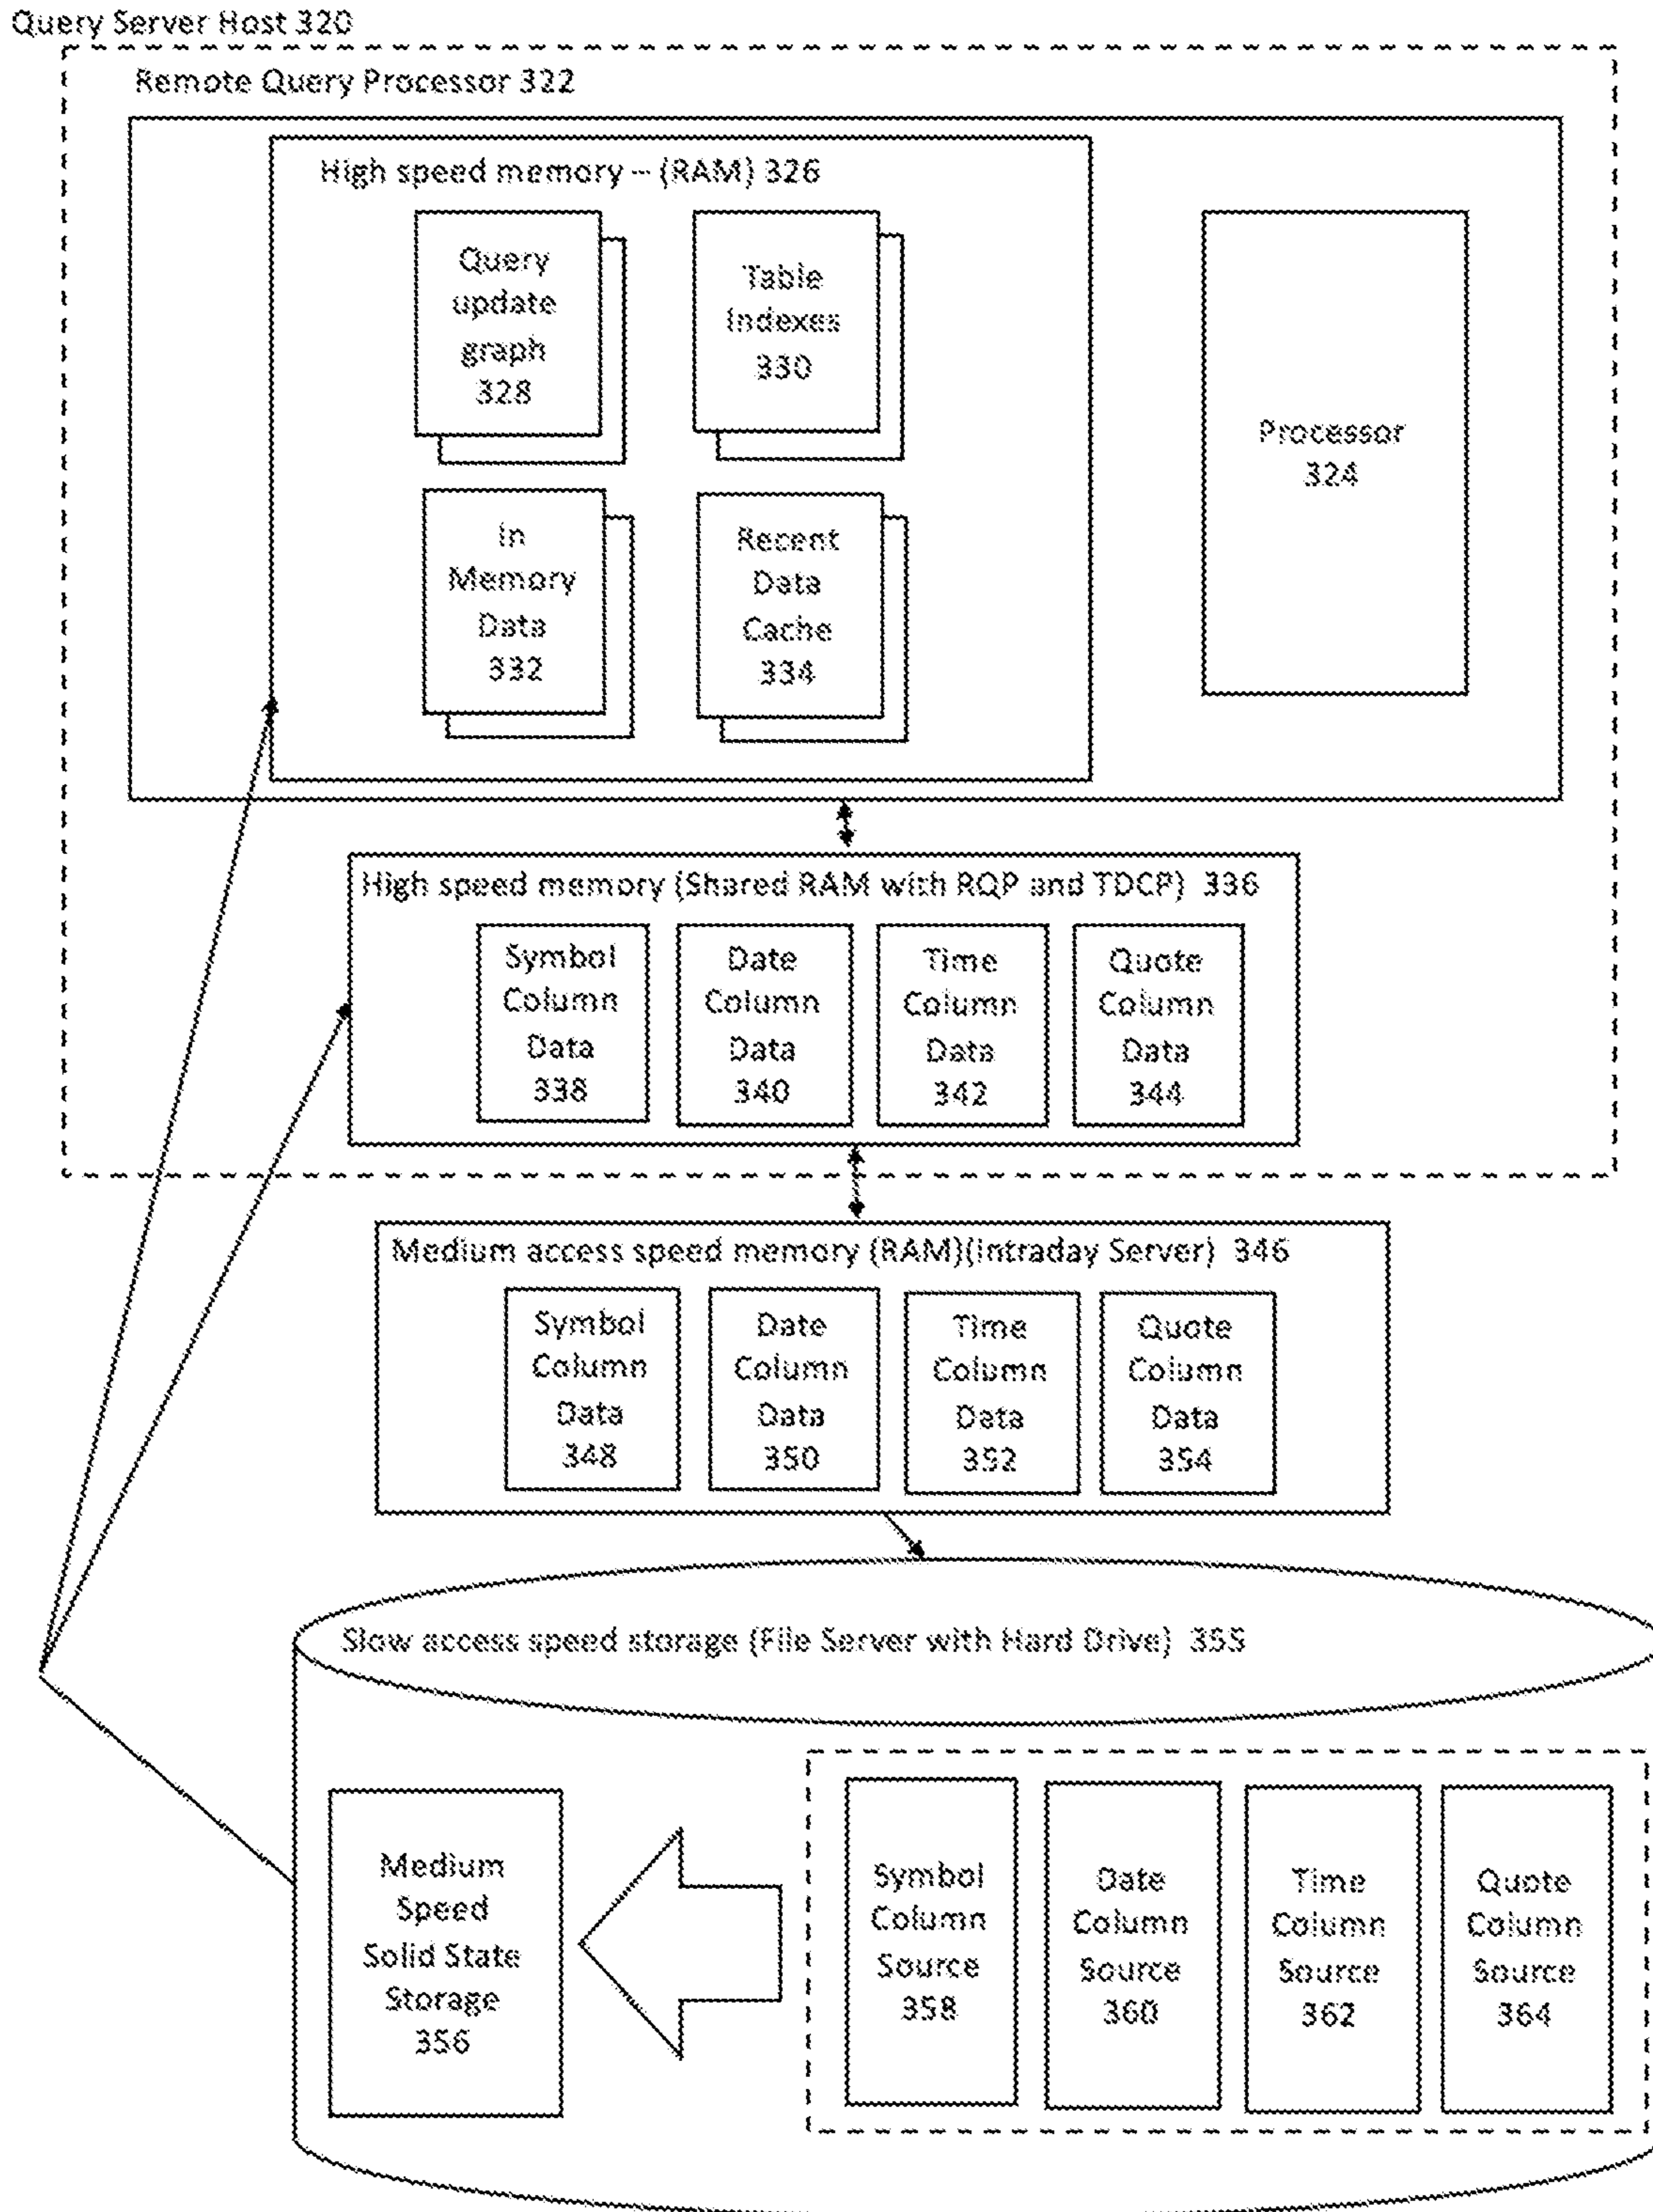 Query Server Host 320
Remote Query Processor 322
High speed memory -- (RAM) 326
Query
update
graph
328
Table
Indexes
330
Processor
324
In
Memory
Data
332
Recent
Data
Cache
334
High speed memory (Shared RAM with RQP and TDCP) 336
Symbol
Column
Data
338
Date
Column
Data
340
Time
Column
Data
342
Quote
Column
Data
344
Medium access speed memory (RAM)(Intraday Server) 346
Symbol
Column
Data
348
Date
Column
Data
350
Time
Column
Data
352
Quote
Column
Data
354
Slow access speed storage (File Server with Hard Drive) 355
Medium
Speed
Solid State
Storage
356
Symbol
Column
Source
358
Date
Column
Source
360
Time
Column
Source
362
Quote
Column
Source
364